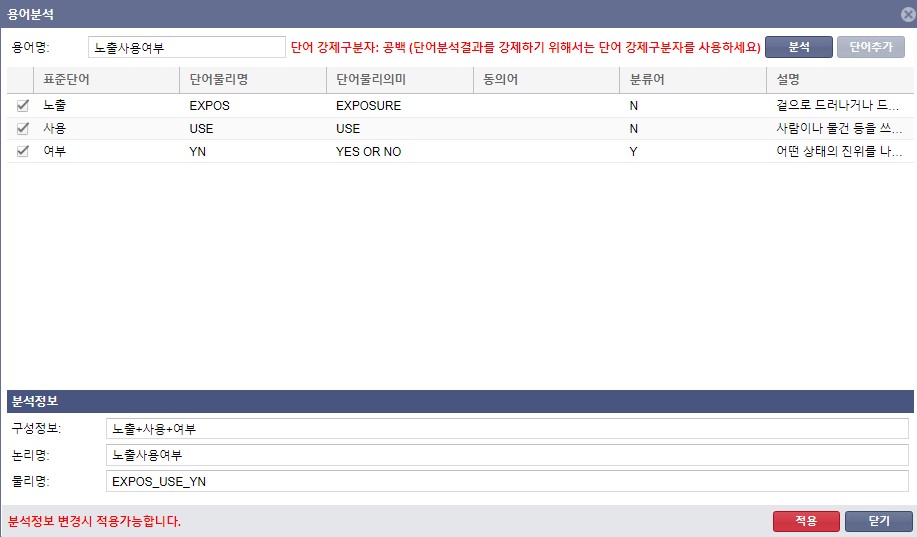 용어분석
용어명: 노출사용여부 단어 강제구분자: 공백 (단어분석결과를 강제하기 위해서는 단어 강제구분자를 사용하세요) 분석 단어추가
표준단어 단어물리명 단어물리의미 동의어 분류어 설명
노출 EXPOS EXPOSURE N 겉으로 드러나거나 드...
사용 USE USE N 사람이나 물건 등을 쓰...
여부 YN YES OR NO Y 어떤 상태의 진위를 나...
분석정보
구성정보: 노출+사용+여부
논리명: 노출사용여부
물리명: EXPOS_USE_YN
분석정보 변경시 적용가능합니다. 적용 닫기